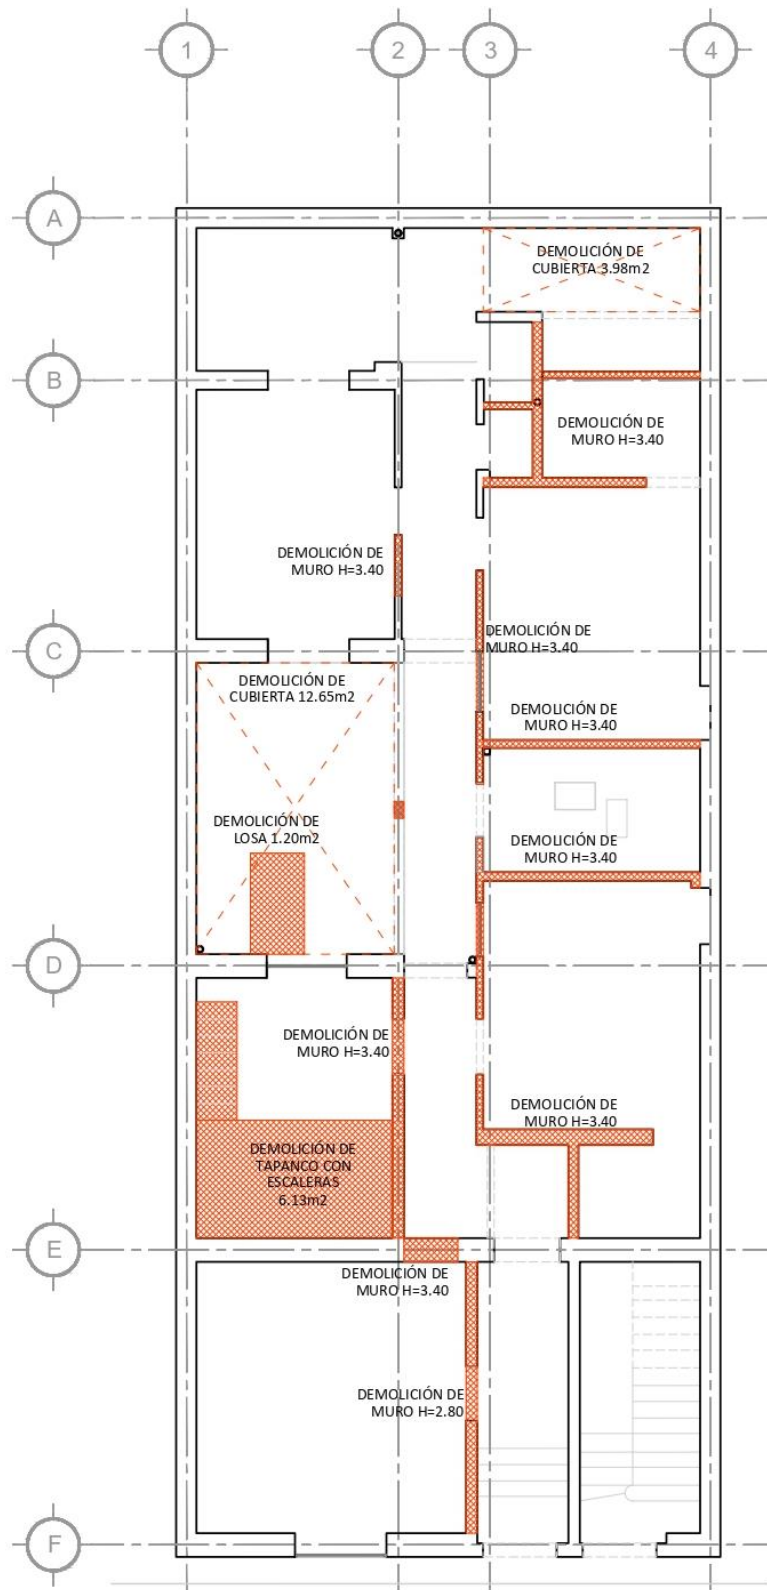 1
2
3
4
A
DEMOLICIÓN DE
CUBIERTA 3.98m2
B
DEMOLICIÓN DE
MURO H=3.40
DEMOLICIÓN DE
MURO H=3.40
DEMOLICIÓN DE
MURO H=3.40
C
DEMOLICIÓN DE
CUBIERTA 12.65m2
DEMOLICIÓN DE
MURO H=3.40
DEMOLICIÓN DE
LOSA 1.20m2
DEMOLICIÓN DE
MURO H=3.40
D
DEMOLICIÓN DE
MURO H=3.40
DEMOLICIÓN DE
MURO H=3.40
DEMOLICIÓN DE
TAPANCO CON
ESCALERAS
6.13m2
E
DEMOLICIÓN DE
MURO H=3.40
DEMOLICIÓN DE
MURO H=2.80
F